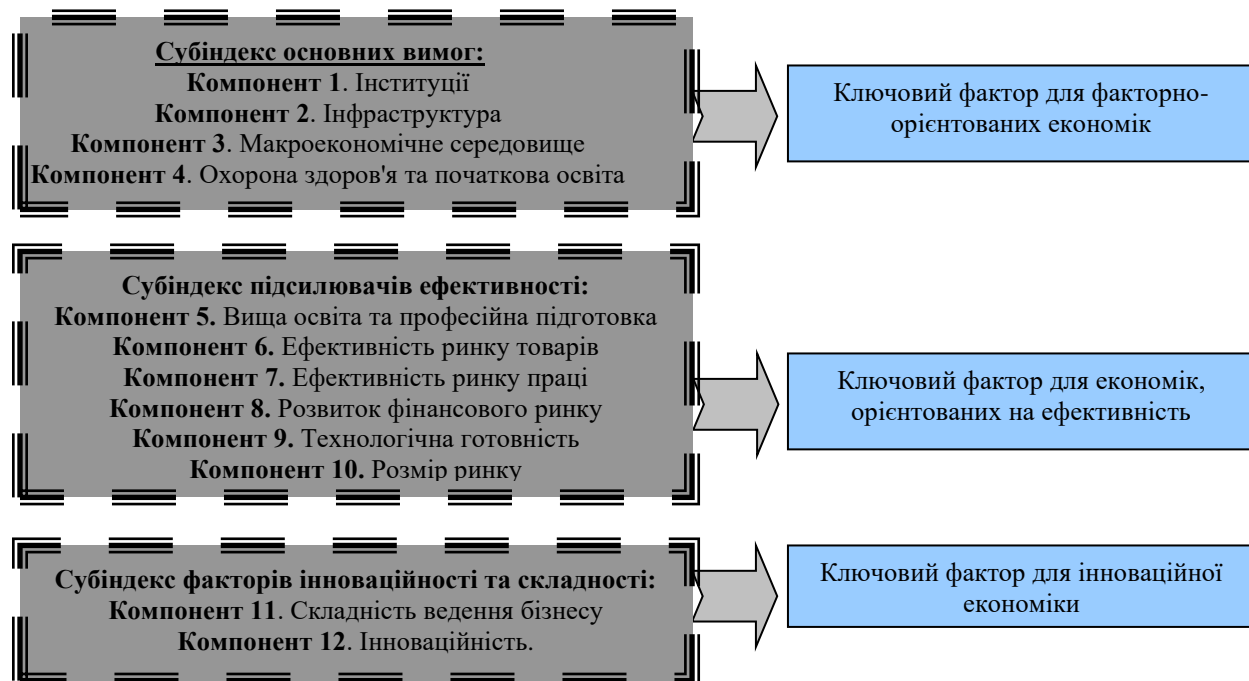 Субіндекс основних вимог:
Компонент 1. Інституції
Компонент 2. Інфраструктура
Компонент 3. Макроекономічне середовище
Компонент 4. Охорона здоров'я та початкова освіта
Ключовий фактор для факторно-
орієнтованих економік
Субіндекс підсилювачів ефективності:
Компонент 5. Вища освіта та професійна підготовка
Компонент 6. Ефективність ринку товарів
Компонент 7. Ефективність ринку праці
Компонент 8. Розвиток фінансового ринку
Компонент 9. Технологічна готовність
Компонент 10. Розмір ринку
Ключовий фактор для економік,
орієнтованих на ефективність
Субіндекс факторів інноваційності та складності:
Компонент 11. Складність ведення бізнесу
Компонент 12. Інноваційність.
Ключовий фактор для інноваційної
економіки